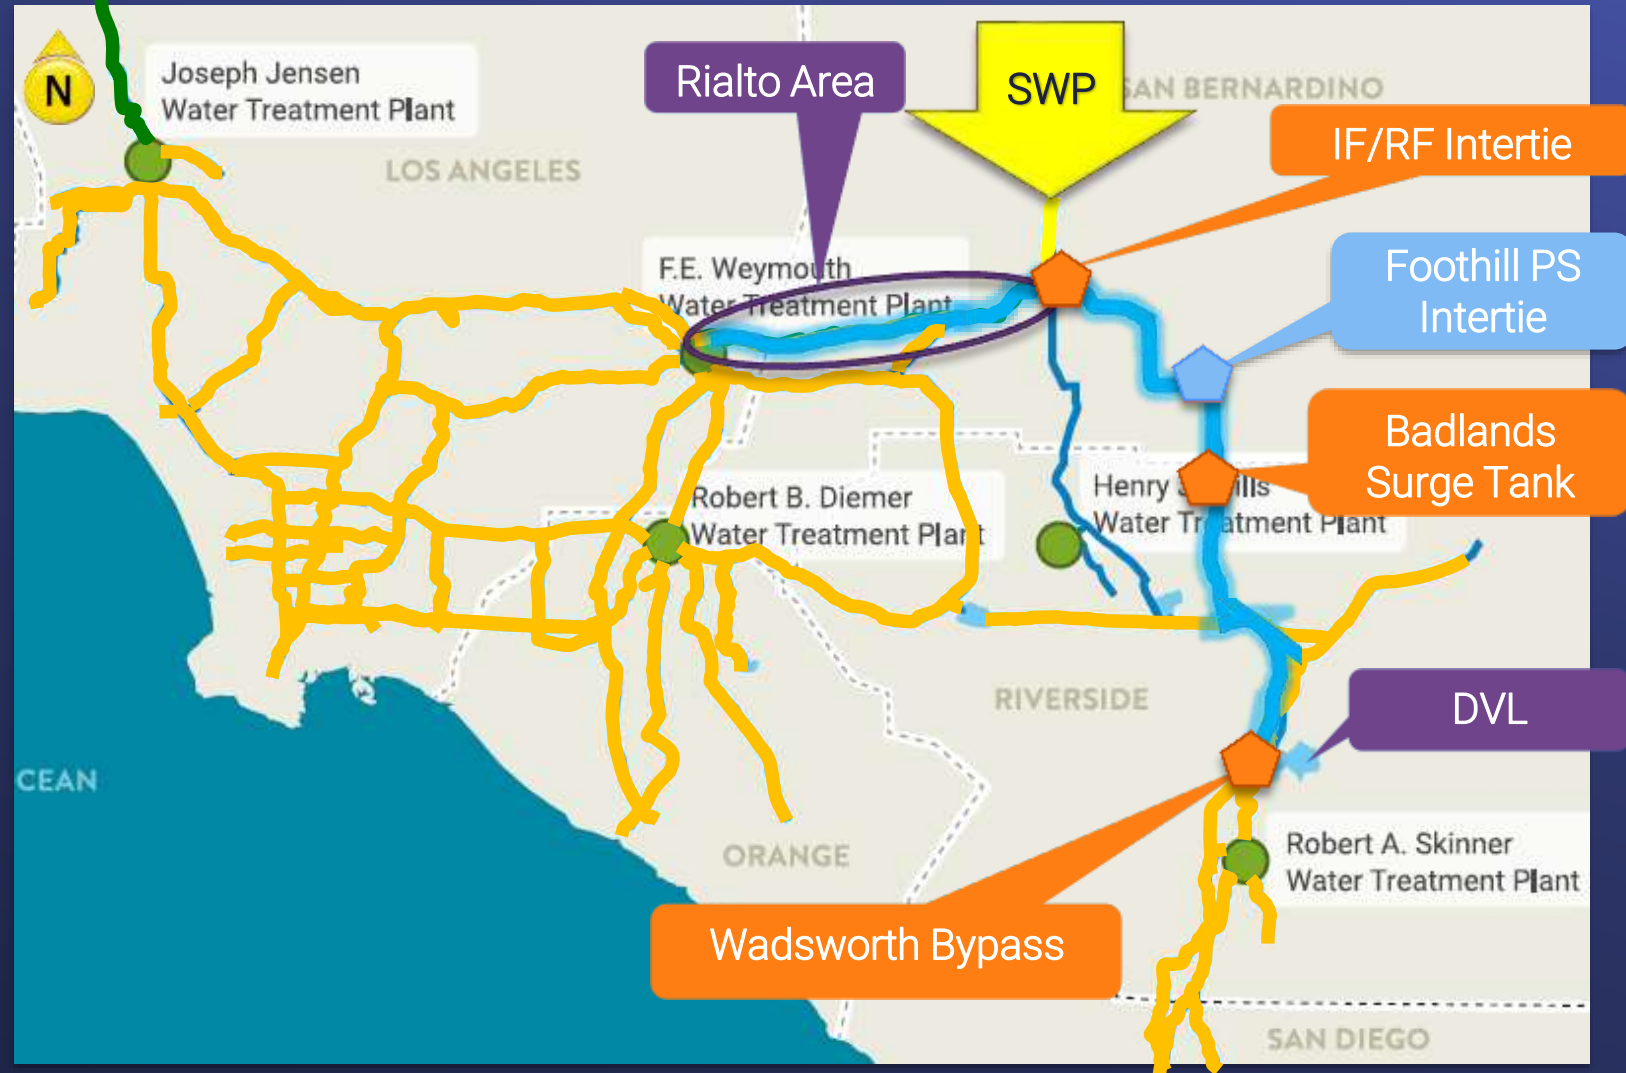 N
Joseph Jensen
Water Treatment Plant
LOS ANGELES
Rialto Area
SWP
SAN BERNARDINO
IF/RF Intertie
F.E. Weymouth
Water Treatment Plant
Foothill PS
Intertie
Badlands
Surge Tank
Robert B. Diemer
Water Treatment Plant
Henry
Water Treatment Plant
RIVERSIDE
DVL
CEAN
ORANGE
Robert A. Skinner
Water Treatment Plant
Wadsworth Bypass
SAN DIEGO